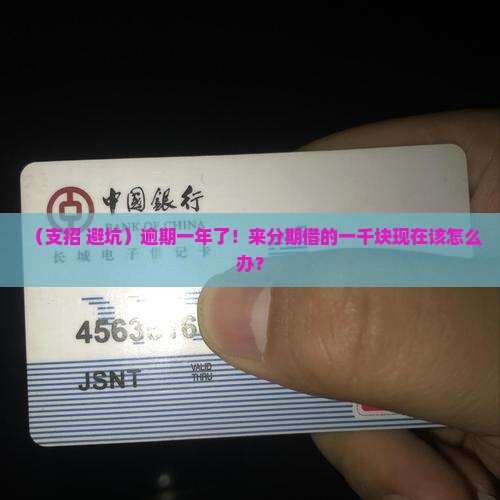 中国银行
BANK OF CHINA
（支招 避坑）逾期一年了！来分期借的一千块现在该怎么
办？
长城电子借记卡
4563
JSNT
VALID
THRU